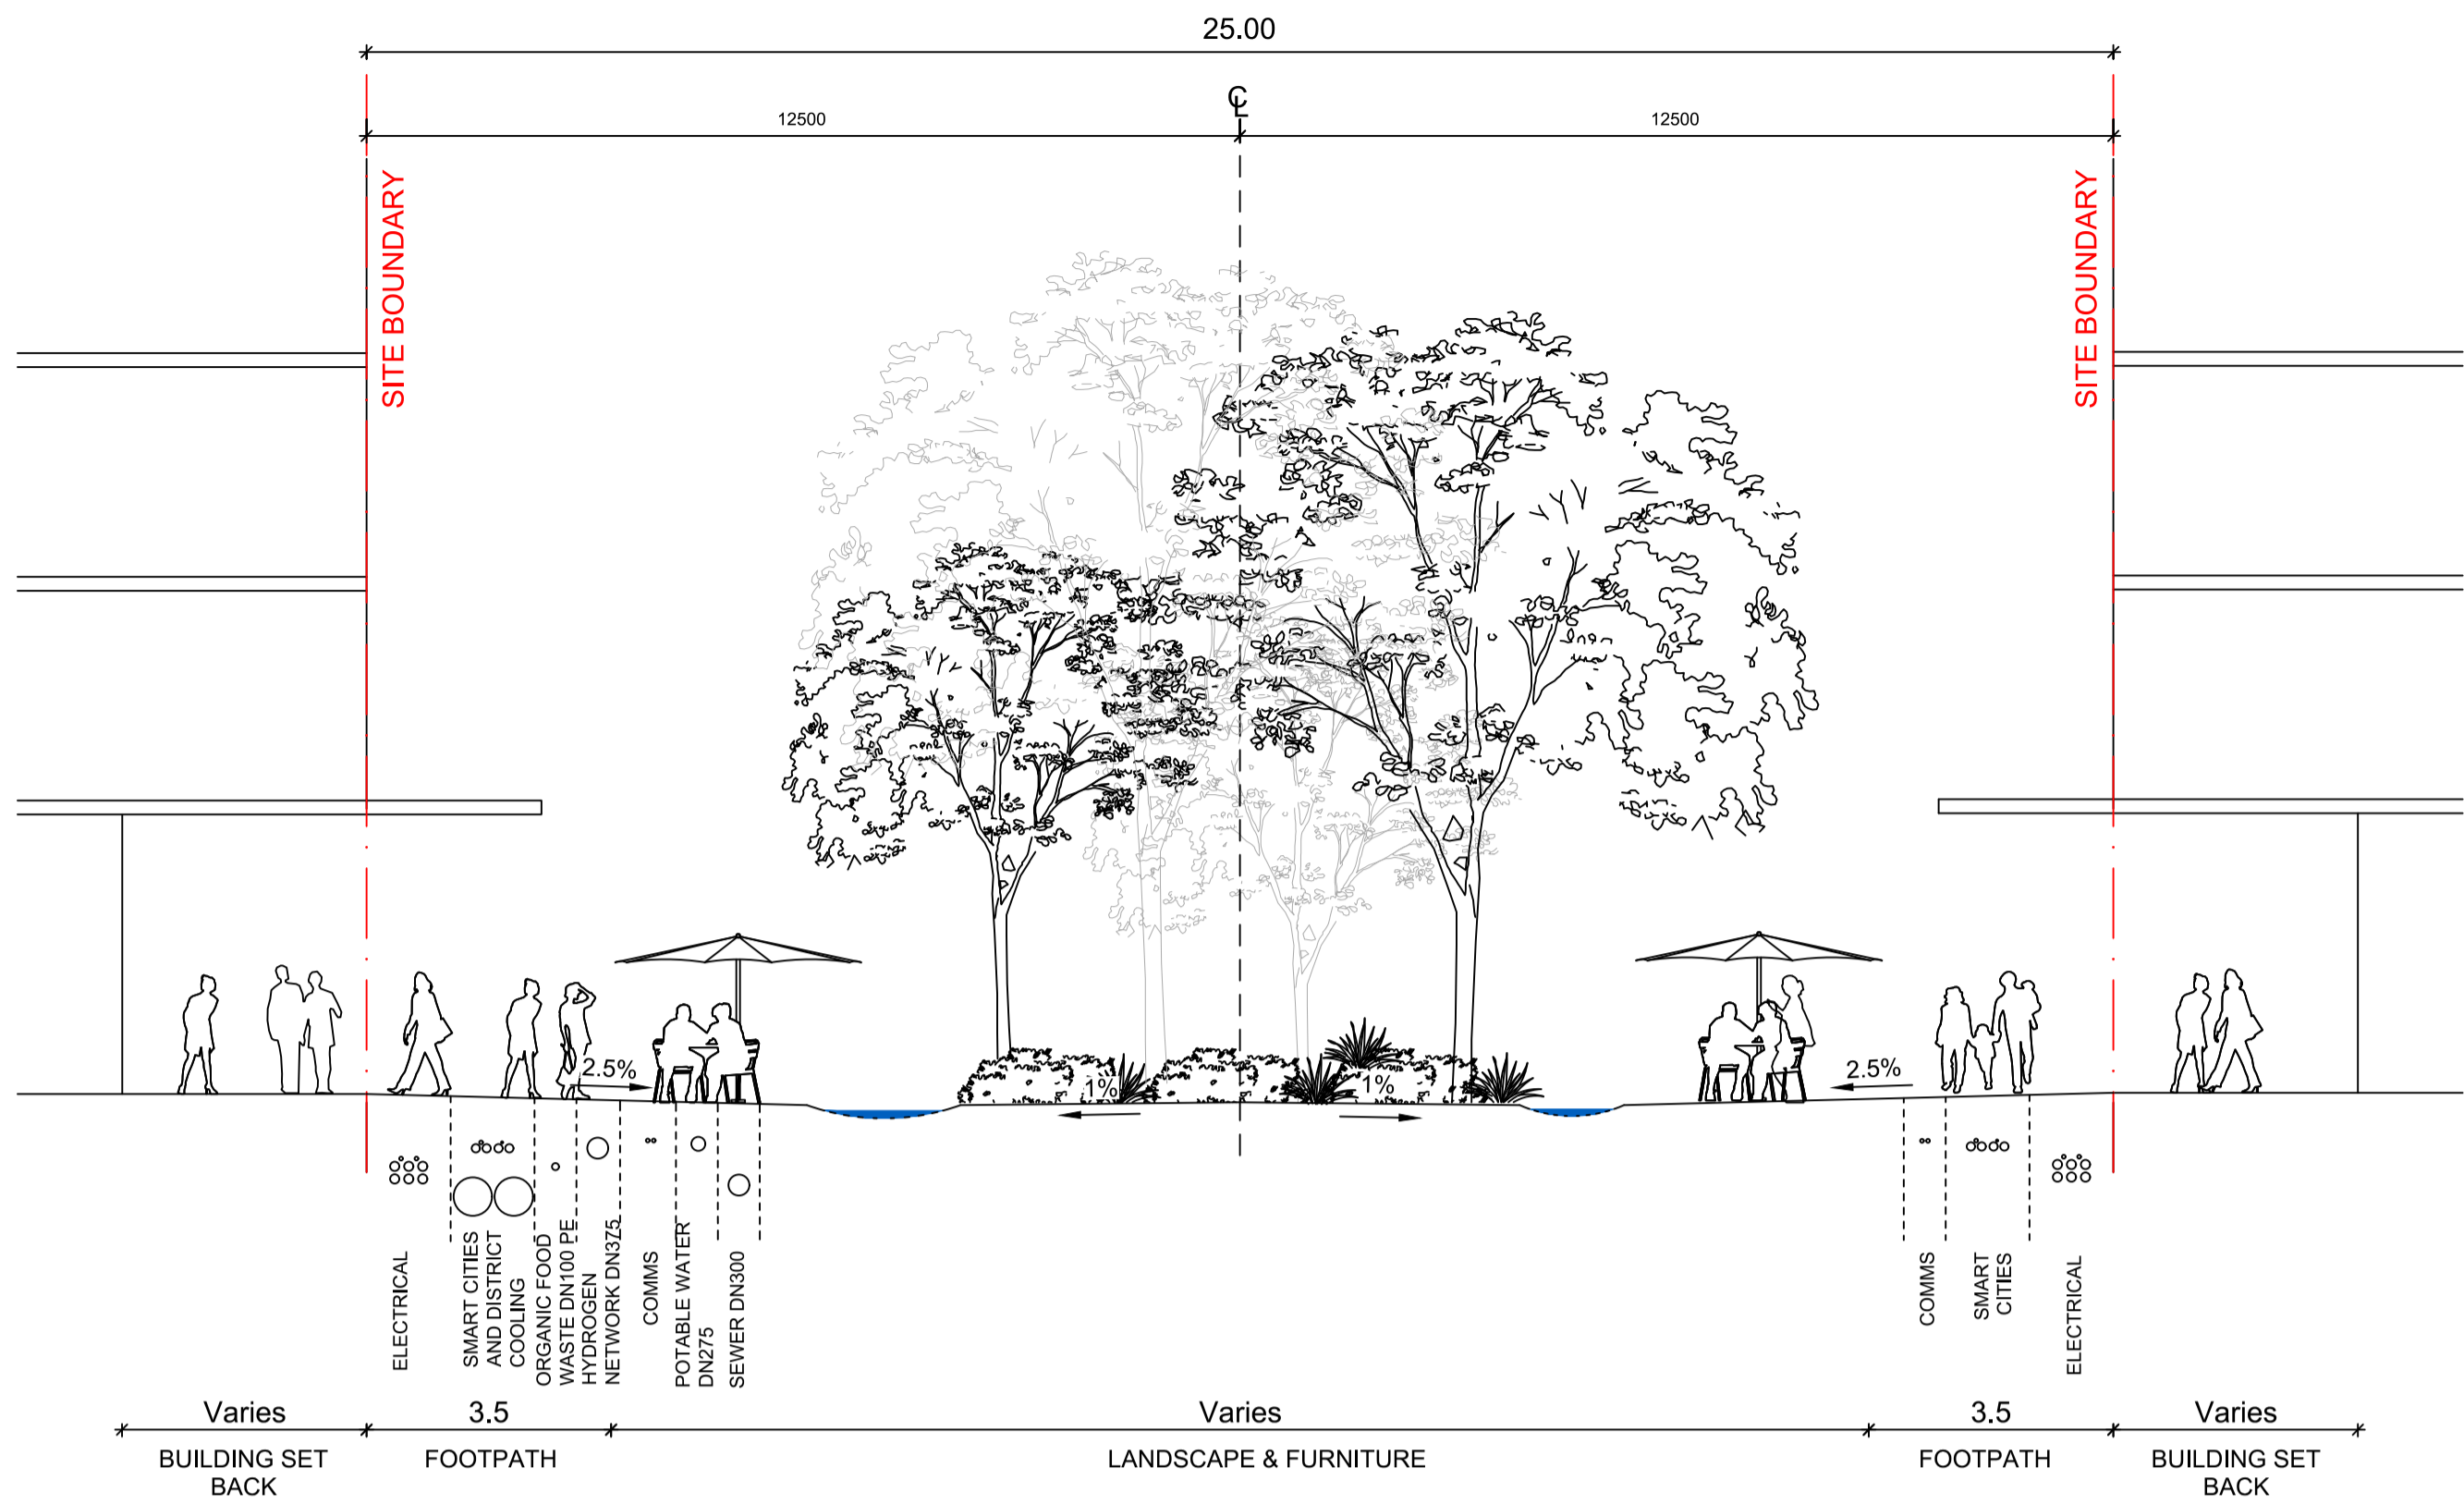 25.00
℄
12500
12500
SITE BOUNDARY
SITE BOUNDARY
2.5%
1%
1%
2.5%
ELECTRICAL
SMART CITIES
AND DISTRICT
COOLING
ORGANIC FOOD
WASTE DN100 PE
HYDROGEN
NETWORK DN375
COMMS
POTABLE WATER
DN275
SEWER DN300
COMMS
SMART
CITIES
ELECTRICAL
Varies
3.5
Varies
3.5
Varies
BUILDING SET
BACK
FOOTPATH
LANDSCAPE & FURNITURE
FOOTPATH
BUILDING SET
BACK